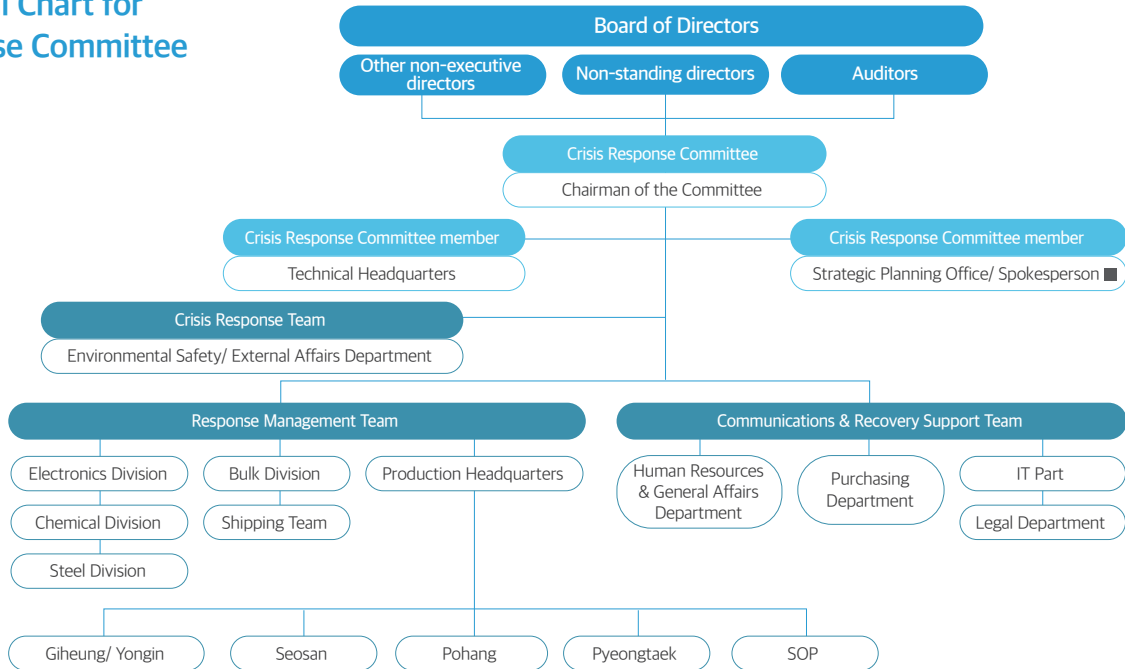 Chart for
Committee
Board of Directors
Other non-executive
directors
Non-standing directors
Auditors
Crisis Response Committee
Chairman of the Committee
Crisis Response Committee member
Technical Headquarters
Crisis Response Committee member
Strategic Planning Office/ Spokesperson ■
Crisis Response Team
Environmental Safety/ External Affairs Department
Response Management Team
Communications & Recovery Support Team
Electronics Division
Chemical Division
Steel Division
Bulk Division
Shipping Team
Production Headquarters
Human Resources
& General Affairs
Department
Purchasing
Department
IT Part
Legal Department
Giheung/ Yongin
Seosan
Pohang
Pyeongtaek
SOP